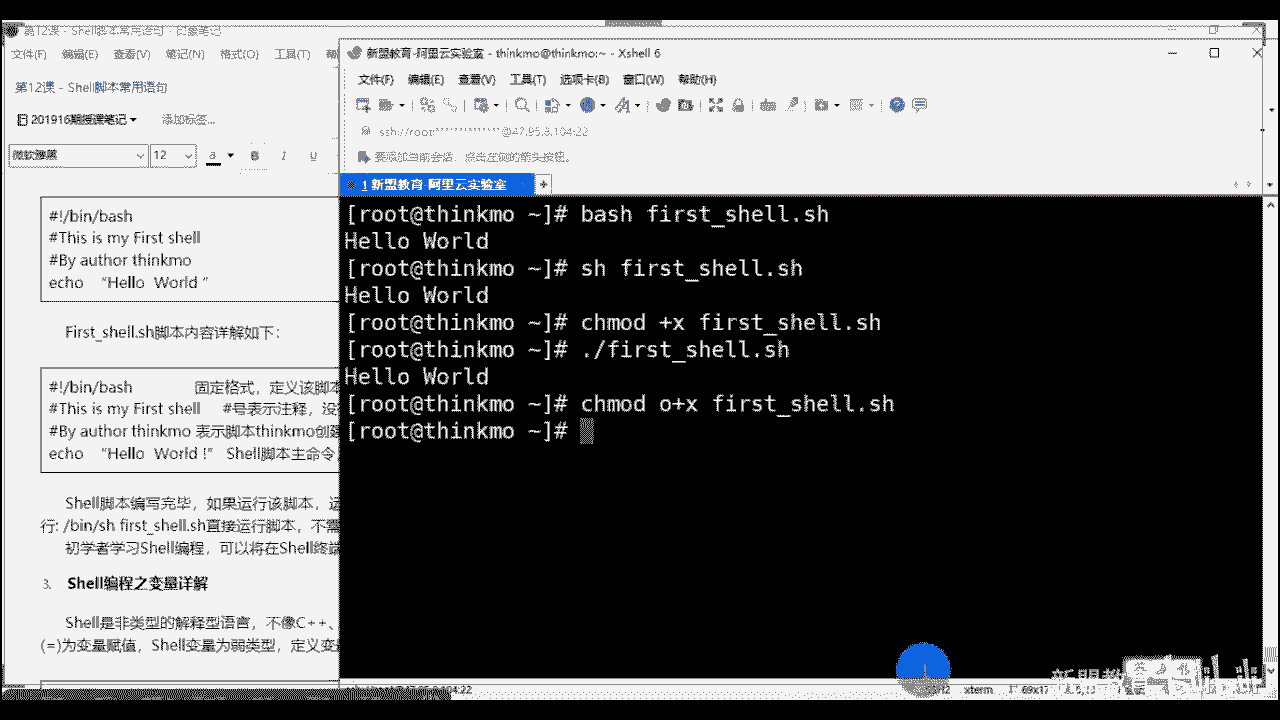 第12课 - Shell脚本常用语句 - 印象笔记
文件(F) 编辑(E) 查看(V) 笔记(N) 格式(O) 工具(T) 帮
第12课 - Shell脚本常用语句
201916期授课笔记 添加标签...
微软雅黑 12 a B I U
#!/bin/bash
#This is my First shell
#By author thinkmo
echo “Hello World ”
First_shell.sh脚本内容详解如下：
#!/bin/bash 固定格式，定义该脚本
#This is my First shell #号表示注释，没
#By author thinkmo 表示脚本thinkmo创建
echo “Hello World !” Shell脚本主命令，
Shell脚本编写完毕，如果运行该脚本，运
行: /bin/sh first_shell.sh直接运行脚本，不需
初学者学习Shell编程，可以将在Shell终端
3. Shell编程之变量详解
Shell是非类型的解释型语言，不像C++、
(=)为变量赋值，Shell变量为弱类型，定义变
新盟教育-阿里云实验室 - thinkmo@thinkmo:~ - Xshell 6
文件(F) 编辑(E) 查看(V) 工具(T) 选项卡(B) 窗口(W) 帮助(H)
ssh://root:**************@47.95.8.104:22
要添加当前会话，点击左侧的箭头按钮。
1 新盟教育-阿里云实验室 +
[root@thinkmo ~]# bash first_shell.sh
Hello World
[root@thinkmo ~]# sh first_shell.sh
Hello World
[root@thinkmo ~]# chmod +x first_shell.sh
[root@thinkmo ~]# ./first_shell.sh
Hello World
[root@thinkmo ~]# chmod o+x first_shell.sh
[root@thinkmo ~]#
xterm
新盟教育